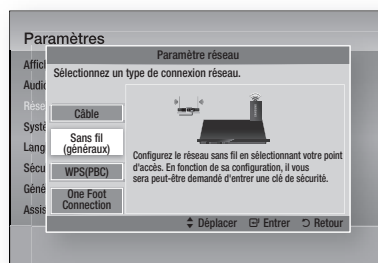 Paramètres
Paramètre réseau
Sélectionnez un type de connexion réseau.
Câble
Sans fil
(généraux)
WPS(PBC)
One Foot
Connection
Configurez le réseau sans fil en sélectionnant votre point
d'accès. En fonction de sa configuration, il vous
sera peut-être demandé d'entrer une clé de sécurité.
Affic
Audi
Rése
Systè
Lang
Sécu
Géné
Assis
Déplacer Entrer Retour